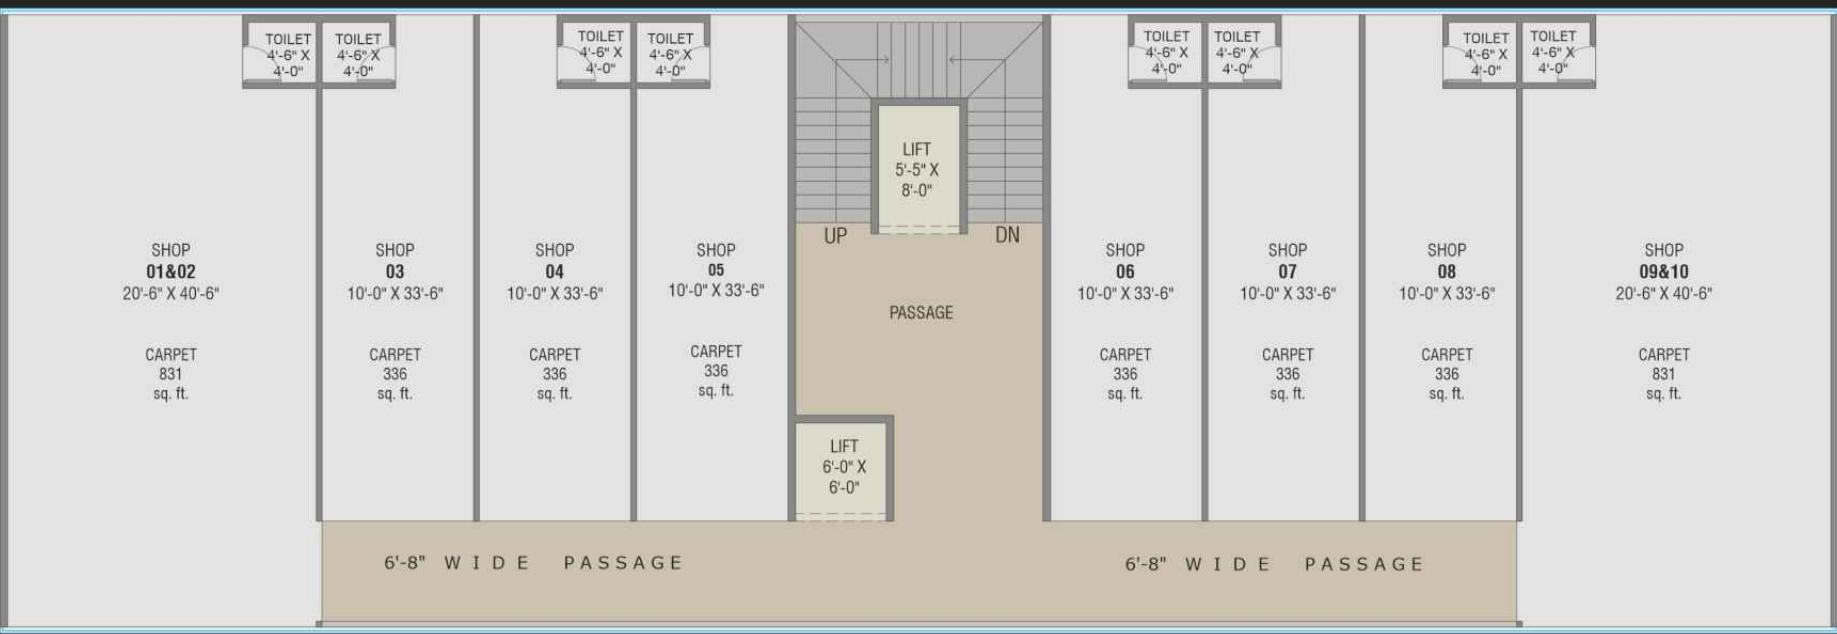 TOILET
4'-6" X
4'-0"
TOILET
4'-6" X
4'-0"
TOILET
4'-6" X
4'-0"
TOILET
4'-6" X
4'-0"
TOILET
4'-6" X
4'-0"
TOILET
4'-6" X
4'-0"
TOILET
4'-6" X
4'-0"
TOILET
4'-6" X
4'-0"
LIFT
5'-5" X
8'-0"
UP
DN
SHOP
01&02
20'-6" X 40'-6"
CARPET
831
sq. ft.
SHOP
03
10'-0" X 33'-6"
CARPET
336
sq. ft.
SHOP
04
10'-0" X 33'-6"
CARPET
336
sq. ft.
SHOP
05
10'-0" X 33'-6"
CARPET
336
sq. ft.
PASSAGE
SHOP
06
10'-0" X 33'-6"
CARPET
336
sq. ft.
SHOP
07
10'-0" X 33'-6"
CARPET
336
sq. ft.
SHOP
08
10'-0" X 33'-6"
CARPET
336
sq. ft.
SHOP
09&10
20'-6" X 40'-6"
CARPET
831
sq. ft.
LIFT
6'-0" X
6'-0"
6'-8" WIDE PASSAGE
6'-8" WIDE PASSAGE